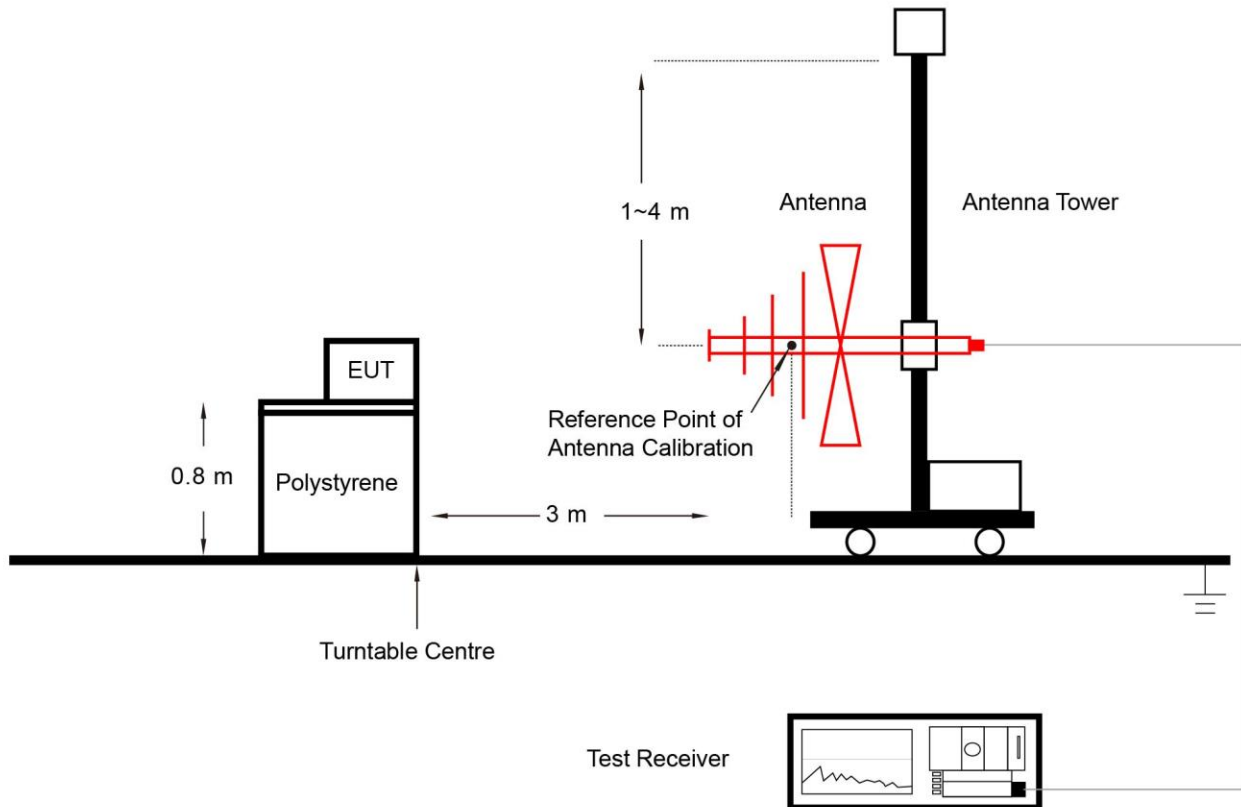 1~4 m
Antenna
Antenna Tower
EUT
Reference Point of
Antenna Calibration
0.8 m
Polystyrene
3 m
Turntable Centre
Test Receiver